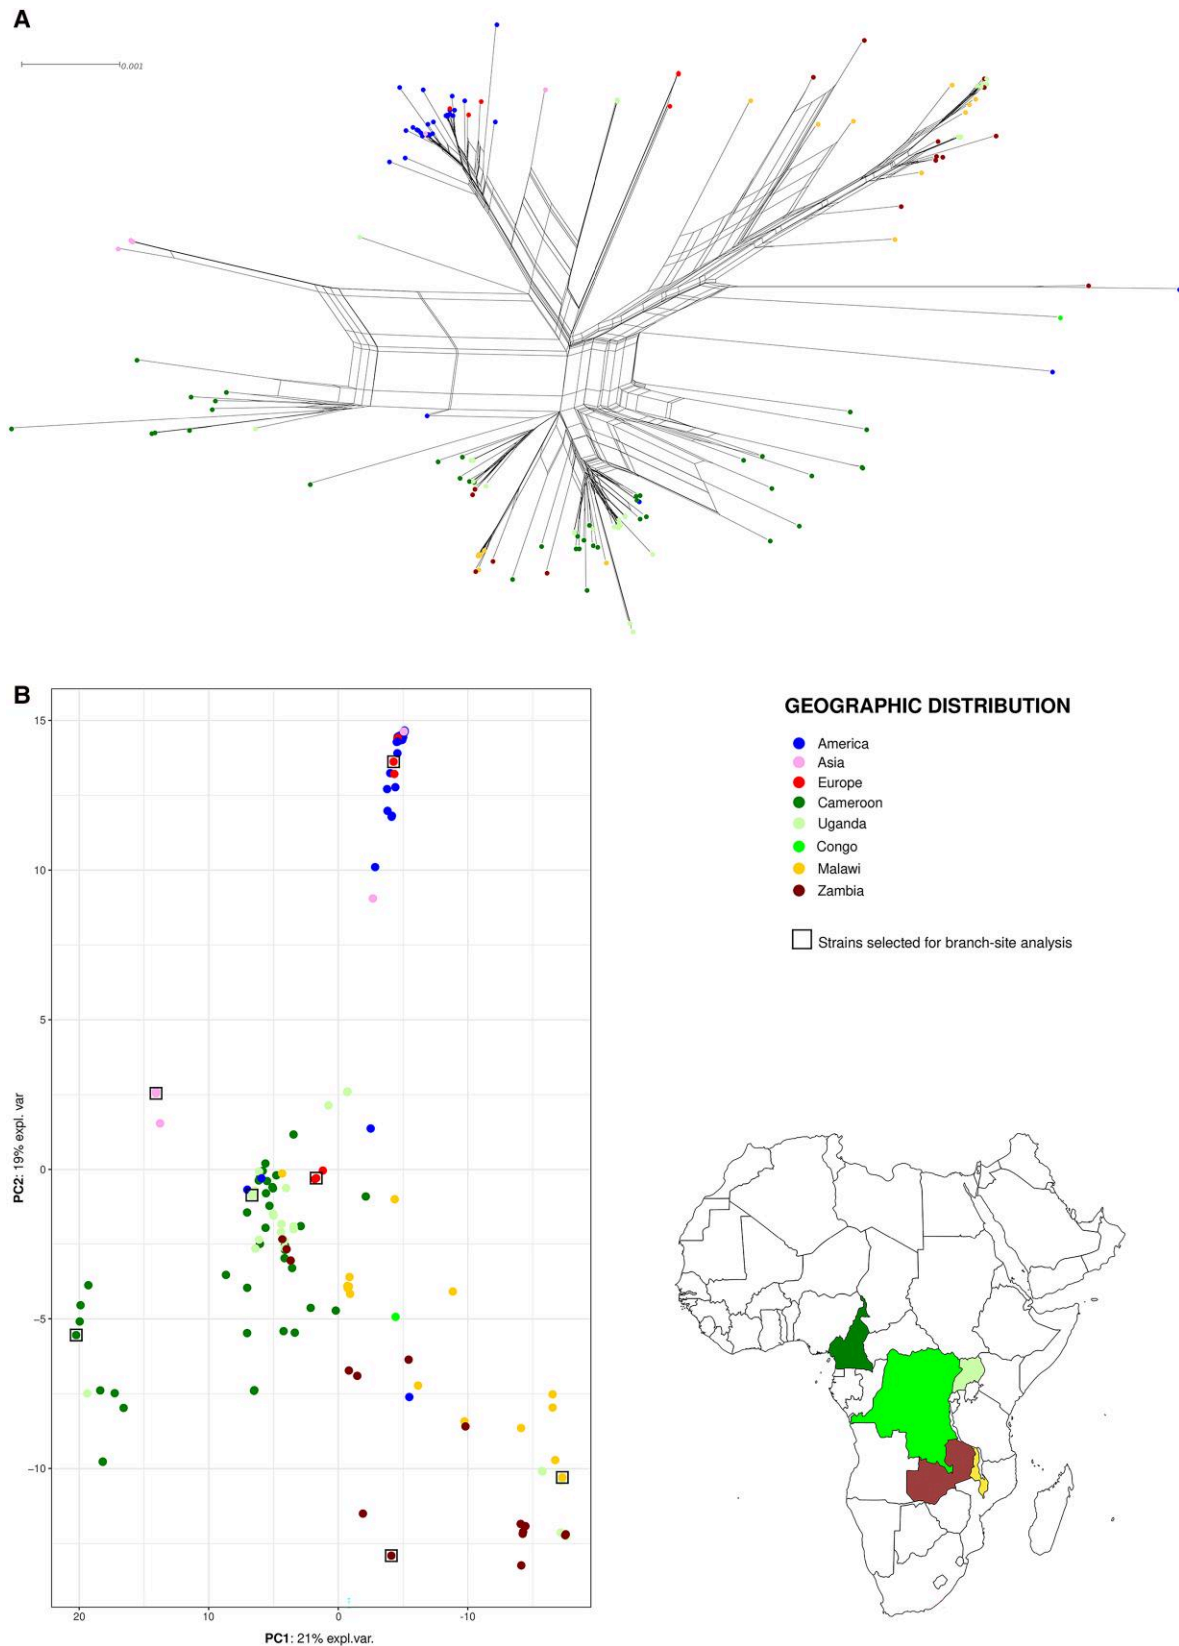 A
0.001
B
15
10
5
0
−5
−10
20
10
0
-10
PC2: 19% expl. var
PC1: 21% expl.var.
GEOGRAPHIC DISTRIBUTION
America
Asia
Europe
Cameroon
Uganda
Congo
Malawi
Zambia
Strains selected for branch-site analysis